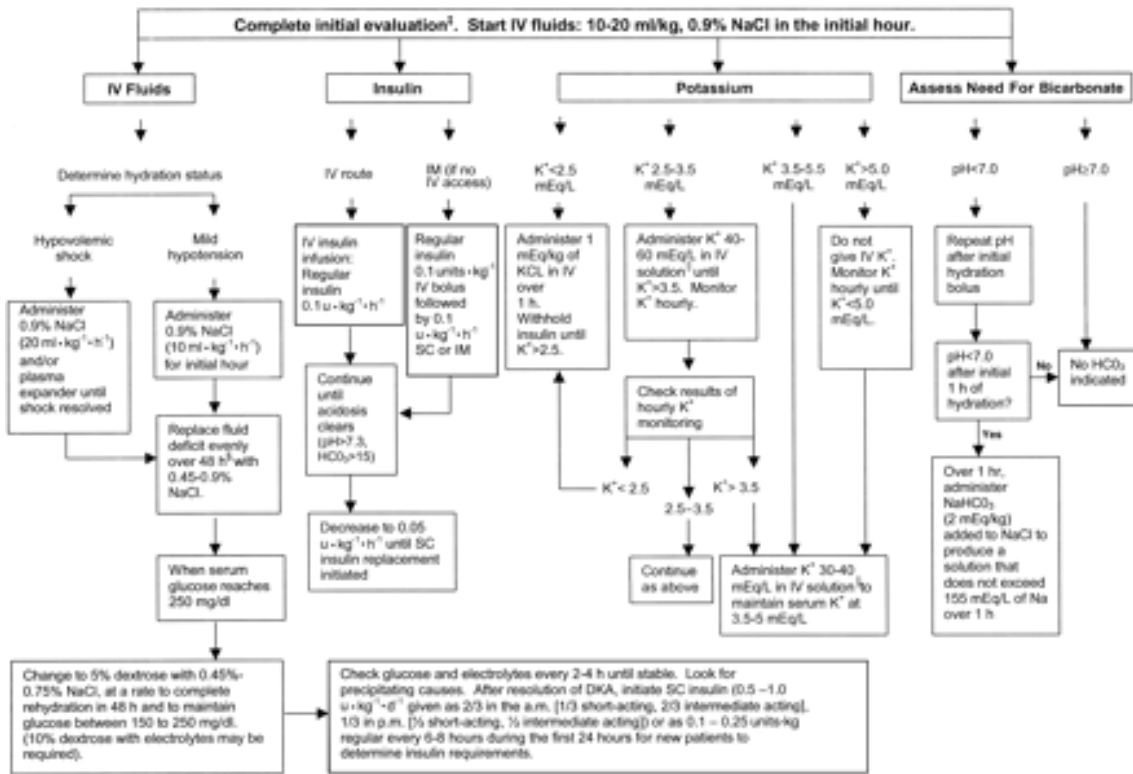 Complete initial evaluation‡. Start IV fluids: 10-20 ml/kg, 0.9% NaCl in the initial hour.
IV Fluids
Determine hydration status
Hypovolemic
shock
Mild
hypotension
Administer
0.9% NaCl
(20 ml•kg⁻¹•h⁻¹)
and/or
plasma
expander until
shock resolved
Administer
0.9% NaCl
(10 ml•kg⁻¹•h⁻¹)
for initial hour
Replace fluid
deficit evenly
over 48 h§ with
0.45-0.9%
NaCl.
When serum
glucose reaches
250 mg/dl
Change to 5% dextrose with 0.45%-
0.75% NaCl, at a rate to complete
rehydration in 48 h and to maintain
glucose between 150 to 250 mg/dl.
(10% dextrose with electrolytes may be
required).
Insulin
IV route
IM (if no
IV access)
IV insulin
infusion:
Regular
insulin
0.1 u•kg⁻¹•h⁻¹
Regular
insulin
0.1 units•kg⁻¹
IV bolus
followed
by 0.1
u•kg⁻¹•h⁻¹
SC or IM
Continue
until
acidosis
clears
(pH>7.3,
HCO₃>15)
Decrease to 0.05
u•kg⁻¹•h⁻¹ until SC
insulin replacement
initiated
Potassium
K⁺<2.5
mEq/L
K⁺ 2.5-3.5
mEq/L
K⁺ 3.5-5.5
mEq/L
K⁺>5.0
mEq/L
Administer 1
mEq/kg of
KCL in IV
over
1 h.
Withhold
insulin until
K⁺>2.5.
Administer K⁺ 40-
60 mEq/L in IV
solution until
K⁺>3.5. Monitor
K⁺ hourly.
Do not
give IV K⁺.
Monitor K⁺
hourly until
K⁺<5.0
mEq/L.
Check results of
hourly K⁺
monitoring
K⁺< 2.5
2.5–3.5
K⁺> 3.5
Continue
as above
Administer K⁺ 30-40
mEq/L in IV solution to
maintain serum K⁺ at
3.5-5 mEq/L
Assess Need For Bicarbonate
pH<7.0
pH≥7.0
Repeat pH
after initial
hydration
bolus
pH<7.0
after initial
1 h of
hydration?
No
No HCO₃
indicated
Yes
Over 1 hr,
administer
NaHCO₃
(2 mEq/kg)
added to NaCl to
produce a
solution that
does not exceed
155 mEq/L of Na
over 1 h
Check glucose and electrolytes every 2-4 h until stable. Look for
precipitating causes. After resolution of DKA, initiate SC insulin (0.5 –1.0
u•kg⁻¹•d⁻¹ given as 2/3 in the a.m. [1/3 short-acting, 2/3 intermediate acting],
1/3 in p.m. [½ short-acting, ½ intermediate acting]) or as 0.1 – 0.25 units-kg
regular every 6-8 hours during the first 24 hours for new patients to
determine insulin requirements.